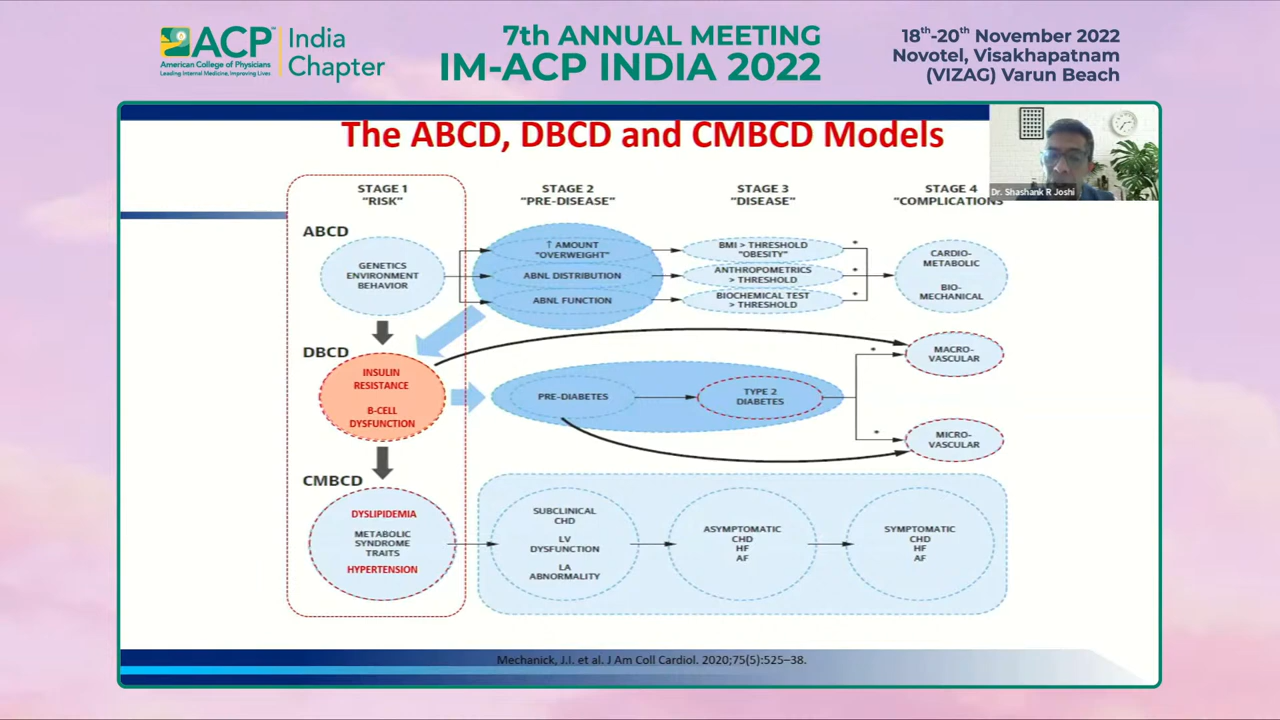 ACP
American College of Physicians
Leading Internal Medicine, Improving Lives
India
Chapter
7th ANNUAL MEETING
IM-ACP INDIA 2022
18th-20th November 2022
Novotel, Visakhapatnam
(VIZAG) Varun Beach
The ABCD, DBCD and CMBCD Models
Dr. Shashank R Joshi
STAGE 1
"RISK"
STAGE 2
"PRE-DISEASE"
STAGE 3
"DISEASE"
STAGE 4
"COMPLICATIONS
ABCD
GENETICS
ENVIRONMENT
BEHAVIOR
↑ AMOUNT
"OVERWEIGHT"
ABNL DISTRIBUTION
ABNL FUNCTION
BMI > THRESHOLD
"OBESITY"
ANTHROPOMETRICS
> THRESHOLD
BIOCHEMICAL TEST
> THRESHOLD
*
*
*
CARDIO-
METABOLIC
BIO-
MECHANICAL
DBCD
INSULIN
RESISTANCE
B-CELL
DYSFUNCTION
PRE-DIABETES
TYPE 2
DIABETES
*
*
MACRO-
VASCULAR
MICRO-
VASCULAR
CMBCD
DYSLIPIDEMIA
METABOLIC
SYNDROME
TRAITS
HYPERTENSION
SUBCLINICAL
CHD
LV
DYSFUNCTION
LA
ABNORMALITY
ASYMPTOMATIC
CHD
HF
AF
SYMPTOMATIC
CHD
HF
AF
Mechanick, J.I. et al. J Am Coll Cardiol. 2020;75(5):525–38.